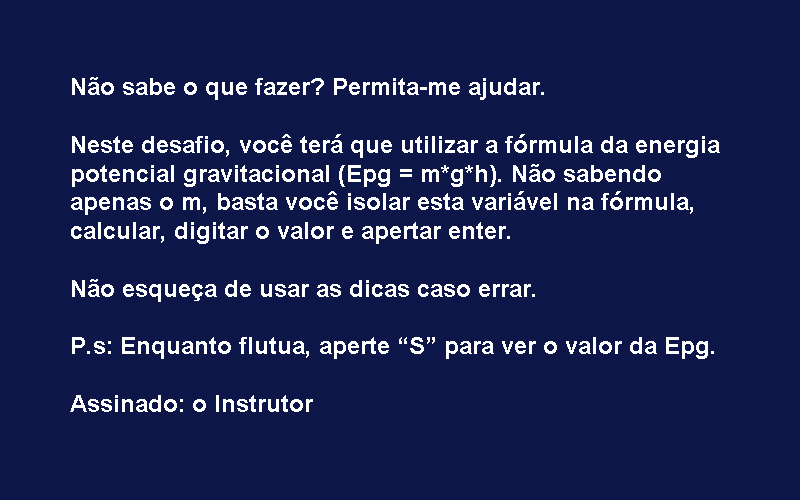 Não sabe o que fazer? Permita-me ajudar.
Neste desafio, você terá que utilizar a fórmula da energia
potencial gravitacional (Epg = m*g*h). Não sabendo
apenas o m, basta você isolar esta variável na fórmula,
calcular, digitar o valor e apertar enter.
Não esqueça de usar as dicas caso errar.
P.s: Enquanto flutua, aperte “S” para ver o valor da Epg.
Assinado: o Instrutor